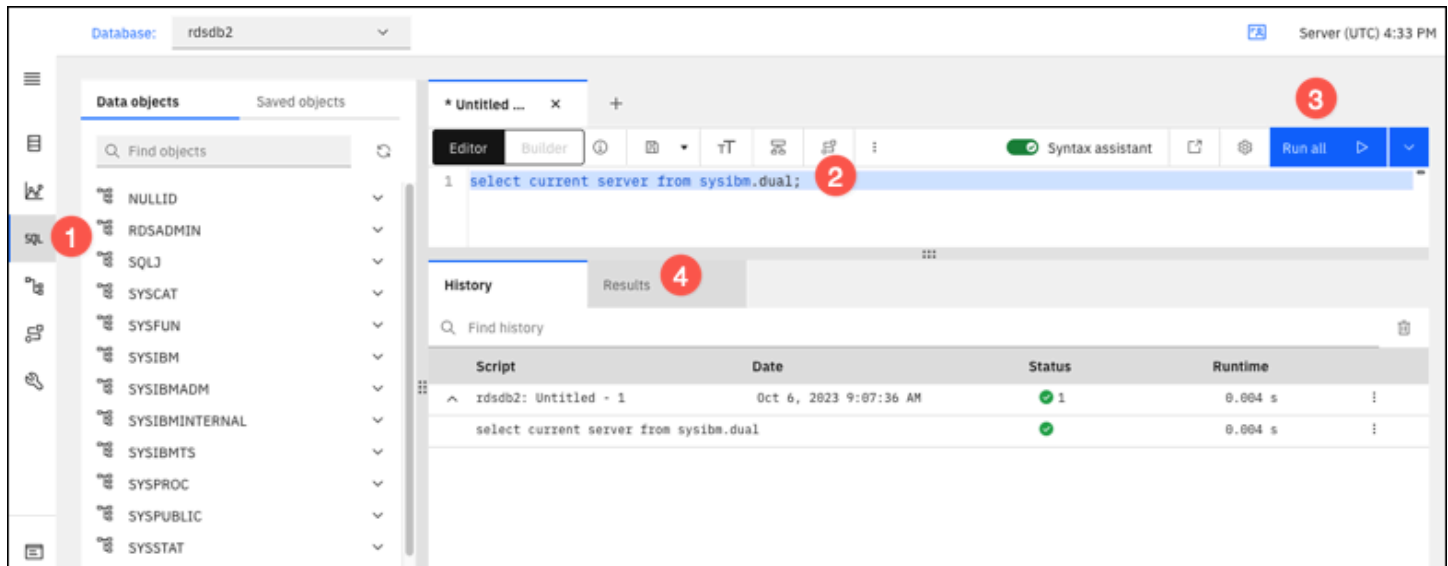 Database: rdsdb2 Server (UTC) 4:33 PM
Data objects Saved objects
Find objects
SQL 1
NULLID
RDSADMIN
SQLJ
SYSCAT
SYSFUN
SYSIBM
SYSIBMADM
SYSIBMINTERNAL
SYSIBMTS
SYSPROC
SYSPUBLIC
SYSSTAT
* Untitled ... × +
3
Editor Builder Syntax assistant Run all
1 select current server from sysibm.dual; 2
History Results 4
Find history
Script Date Status Runtime
rdsdb2: Untitled - 1 Oct 6, 2023 9:07:36 AM 1 0.004 s
select current server from sysibm.dual 0.004 s